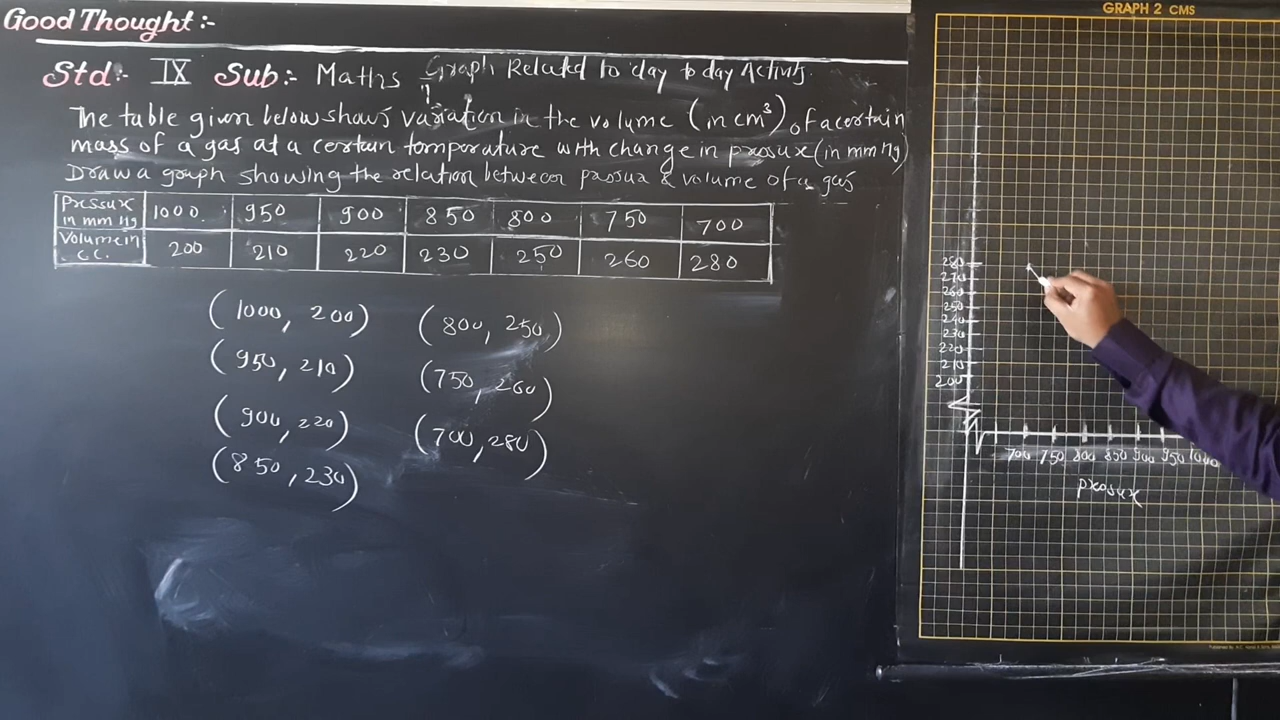 Good Thought:-
Std:- IX Sub:- Maths Graph Related to day to day Activity.
The table given below shows variation in the volume (in cm³) of a certain
mass of a gas at a certain temperature with change in pressure (in mm Hg)
Draw a graph showing the relation between pressure & volume of a gas
Pressure in mm Hg 1000. 950 900 850 800 750 700
Volume in C.C. 200 210 220 230 250 260 280
(1000, 200) (800, 250)
(950, 210) (750, 260)
(900, 220) (700, 280)
(850, 230)
GRAPH 2 CMS
280
270
260
250
240
230
220
210
200
700 750 800 850 900 950 1000
pressure